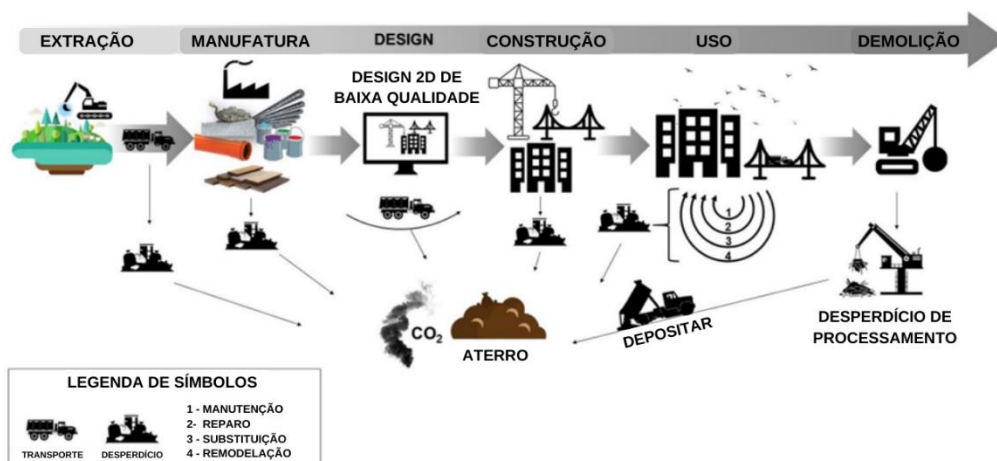 EXTRAÇÃO
MANUFATURA
DESIGN
CONSTRUÇÃO
USO
DEMOLIÇÃO
DESIGN 2D DE
BAIXA QUALIDADE
1
2
3
4
CO2
ATERRO
DEPOSITAR
DESPERDÍCIO DE
PROCESSAMENTO
LEGENDA DE SÍMBOLOS
TRANSPORTE
DESPERDÍCIO
1 - MANUTENÇÃO
2- REPARO
3 - SUBSTITUIÇÃO
4 - REMODELAÇÃO